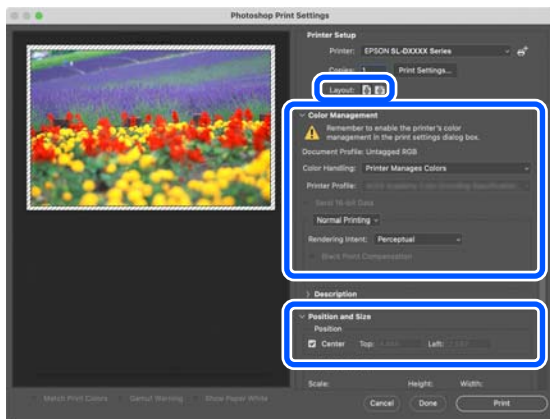 Photoshop Print Settings
Printer Setup
Printer: EPSON SL-DXXXX Series
Copies: 1 Print Settings...
Layout:
Color Management
Remember to enable the printer's color
management in the print settings dialog box.
Document Profile: Untagged RGB
Color Handling: Printer Manages Colors
Printer Profile:
Send 16-bit Data
Normal Printing
Rendering Intent: Perceptual
Black Point Compensation
Description
Position and Size
Position
Center Top: Left:
Scale: Height: Width:
Match Print Colors Gamut Warning Show Paper White
Cancel Done Print